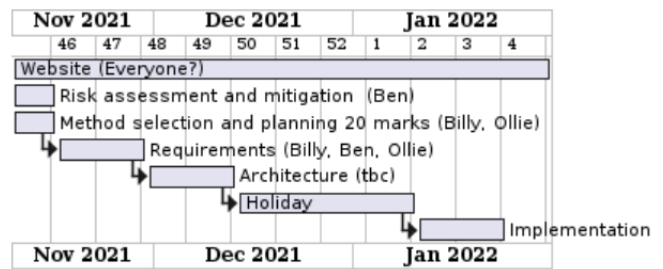 Nov 2021 Dec 2021 Jan 2022
46 47 48 49 50 51 52 1 2 3 4
Website (Everyone?)
Risk assessment and mitigation (Ben)
Method selection and planning 20 marks (Billy, Ollie)
Requirements (Billy, Ben, Ollie)
Architecture (tbc)
Holiday
Implementation
Nov 2021 Dec 2021 Jan 2022